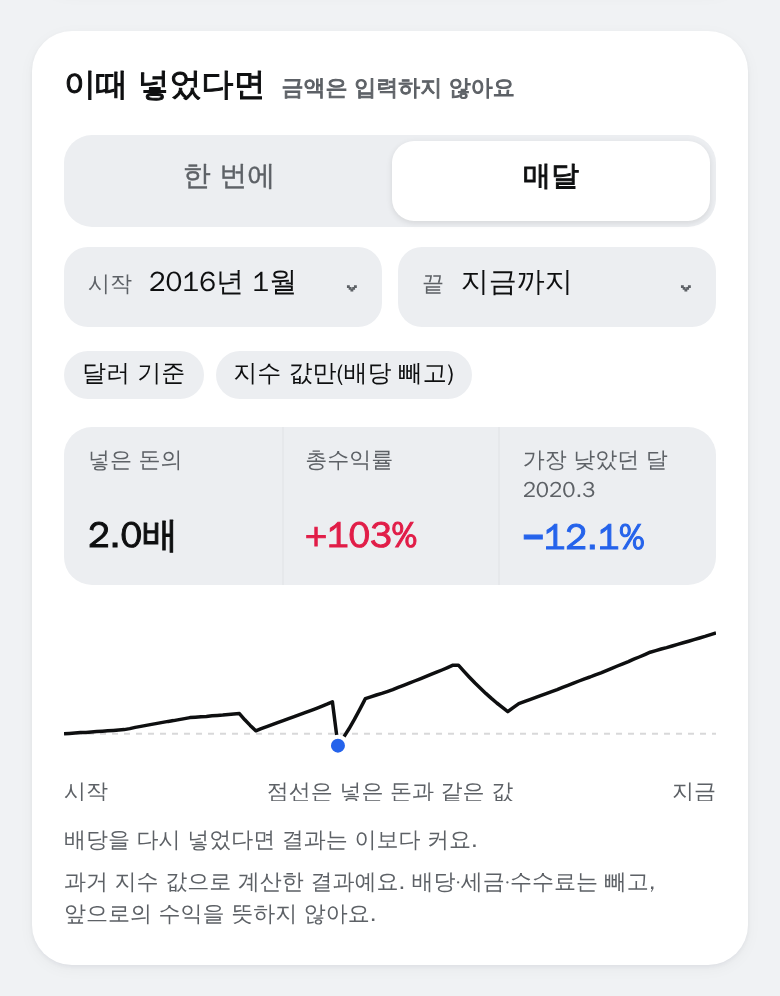 이때 넣었다면 금액은 입력하지 않아요
한 번에 매달
시작 2016년 1월 끝 지금까지
달러 기준 지수 값만(배당 빼고)
넣은 돈의 총수익률 가장 낮았던 달
2020.3
2.0배 +103% −12.1%
시작 점선은 넣은 돈과 같은 값 지금
배당을 다시 넣었다면 결과는 이보다 커요.
과거 지수 값으로 계산한 결과예요. 배당·세금·수수료는 빼고,
앞으로의 수익을 뜻하지 않아요.